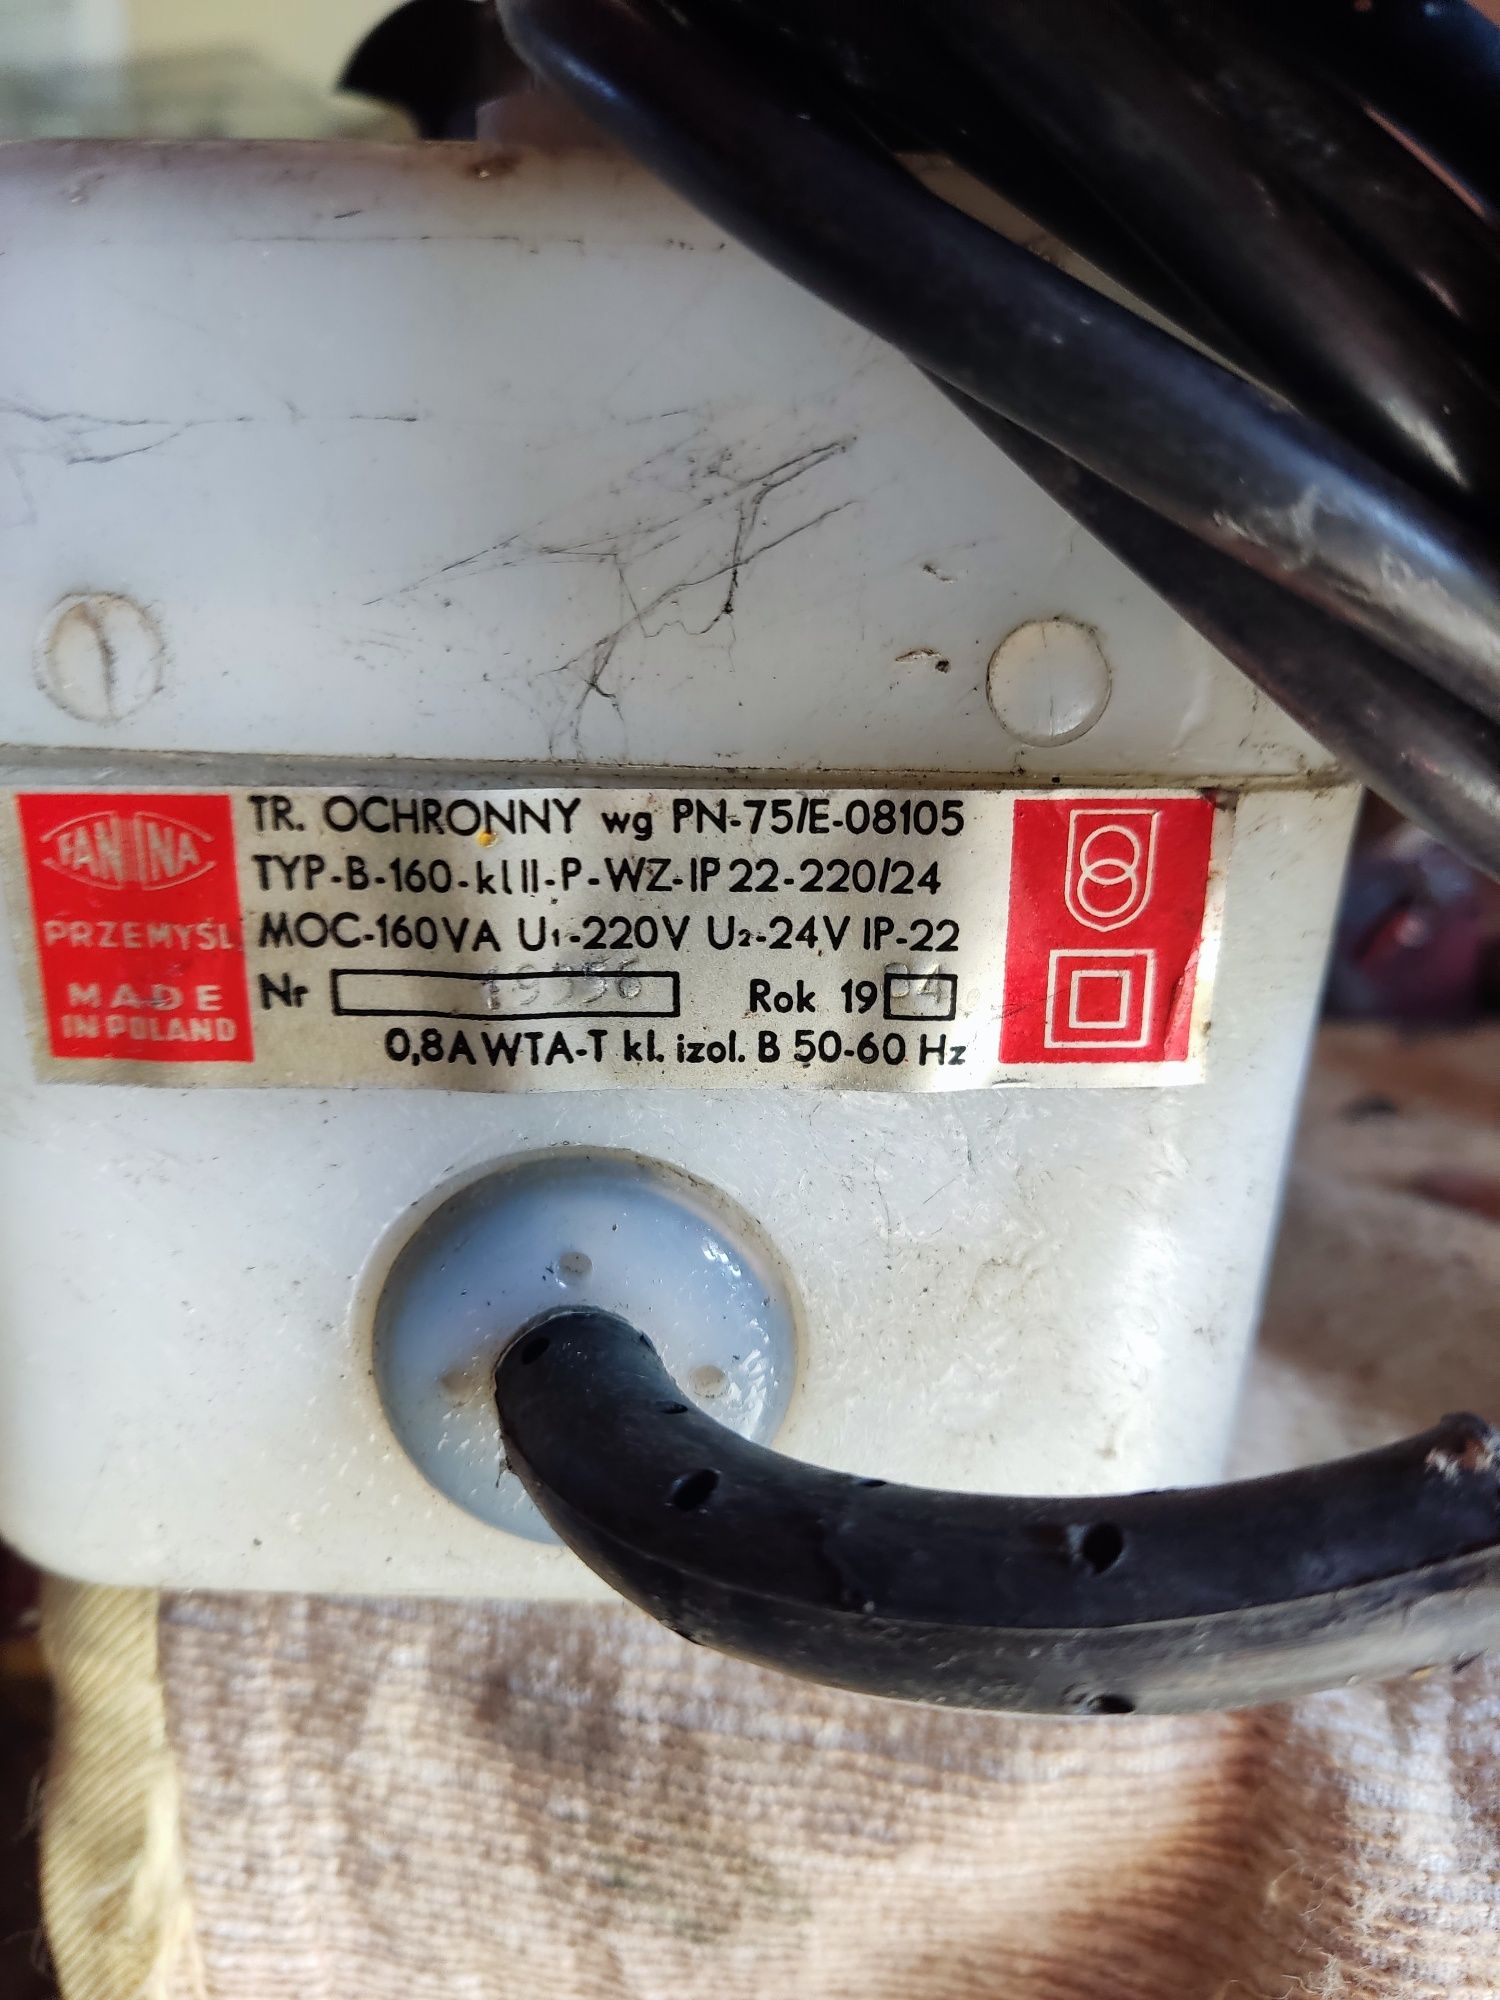 FANINA
PRZEMYŚL
MADE
IN POLAND
TR. OCHRONNY wg PN-75/E-08105
TYP-B-160-kl II-P-WZ-IP 22-220/24
MOC-160VA U₁-220V U₂-24V IP-22
Nr Rok 19
0,8A WTA-T kl. izol. B 50-60 Hz